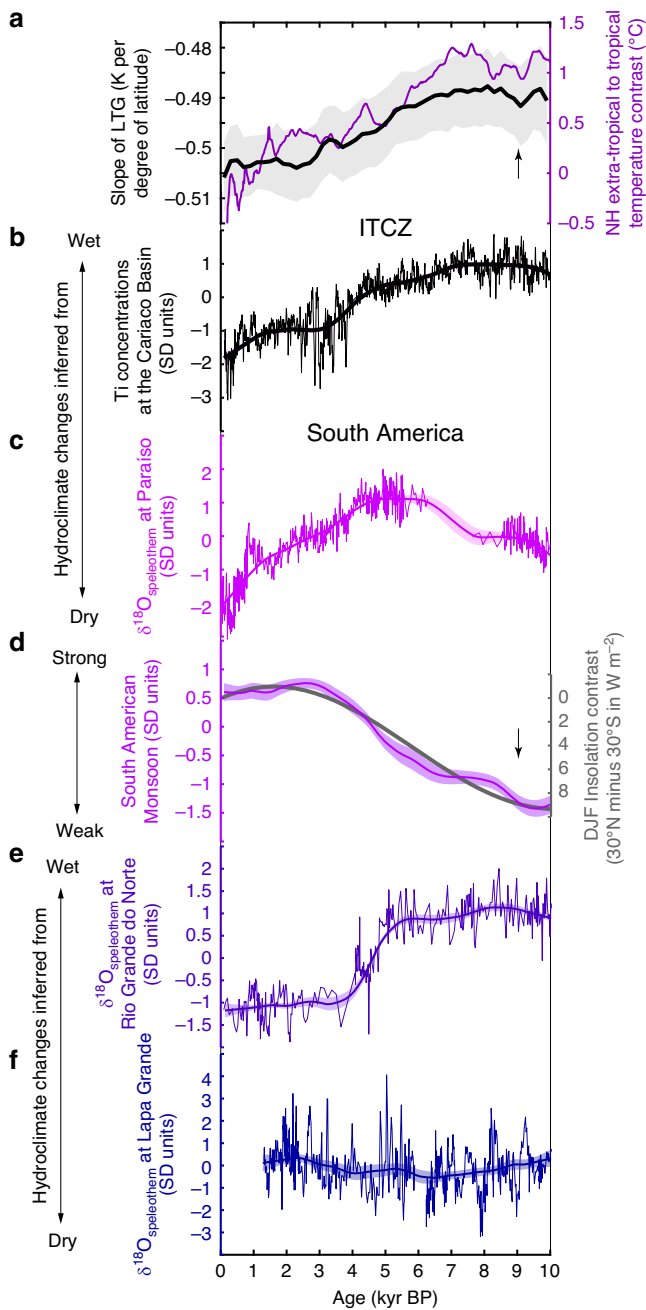 a
Slope of LTG (K per
degree of latitude)
−0.48
−0.49
−0.5
−0.51
1.5
1
0.5
0
−0.5
NH extra-tropical to tropical
temperature contrast (°C)
b
Wet
ITCZ
Hydroclimate changes inferred from
Ti concentrations
at the Cariaco Basin
(SD units)
1
0
−1
−2
−3
c
South America
δ18Ospeleothem at Paraíso
(SD units)
2
1
0
−1
−2
Dry
d
Strong
South American
Monsoon (SD units)
1
0.5
0
−0.5
−1
−1.5
0
2
4
6
8
DJF Insolation contrast
(30°N minus 30°S in W m−2)
Weak
e
Wet
Hydroclimate changes inferred from
δ18Ospeleothem at
Rio Grande do Norte
(SD units)
2
1.5
1
0.5
0
−0.5
−1
−1.5
f
δ18Ospeleothem at Lapa Grande
(SD units)
4
3
2
1
0
−1
−2
−3
Dry
0 1 2 3 4 5 6 7 8 9 10
Age (kyr BP)